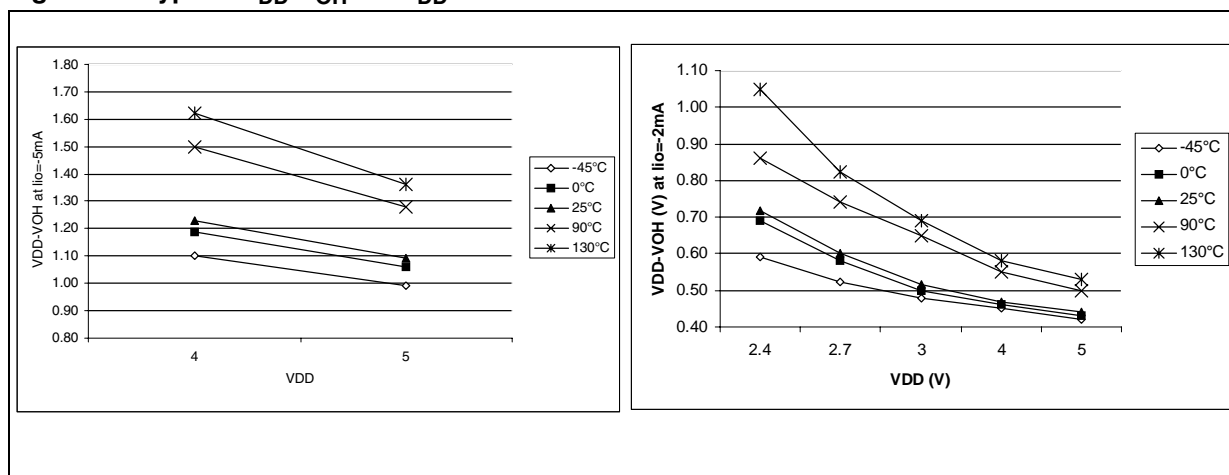 1.80
1.70
1.60
1.50
1.40
1.30
1.20
1.10
1.00
0.90
0.80
VDD-VOH at Iio=-5mA
4
5
VDD
-45°C
0°C
25°C
90°C
130°C
1.10
1.00
0.90
0.80
0.70
0.60
0.50
0.40
VDD-VOH (V) at Iio=-2mA
2.4
2.7
3
4
5
VDD (V)
-45°C
0°C
25°C
90°C
130°C